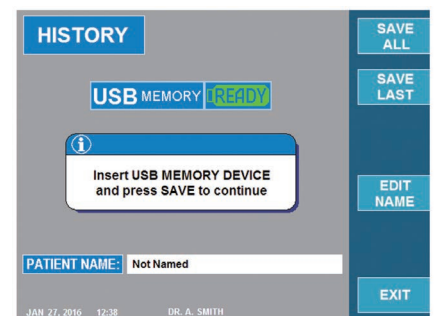 HISTORY
SAVE
ALL
USB MEMORY READY
SAVE
LAST
Insert USB MEMORY DEVICE
and press SAVE to continue
EDIT
NAME
PATIENT NAME: Not Named
EXIT
JAN 27, 2016 12:38 DR. A. SMITH